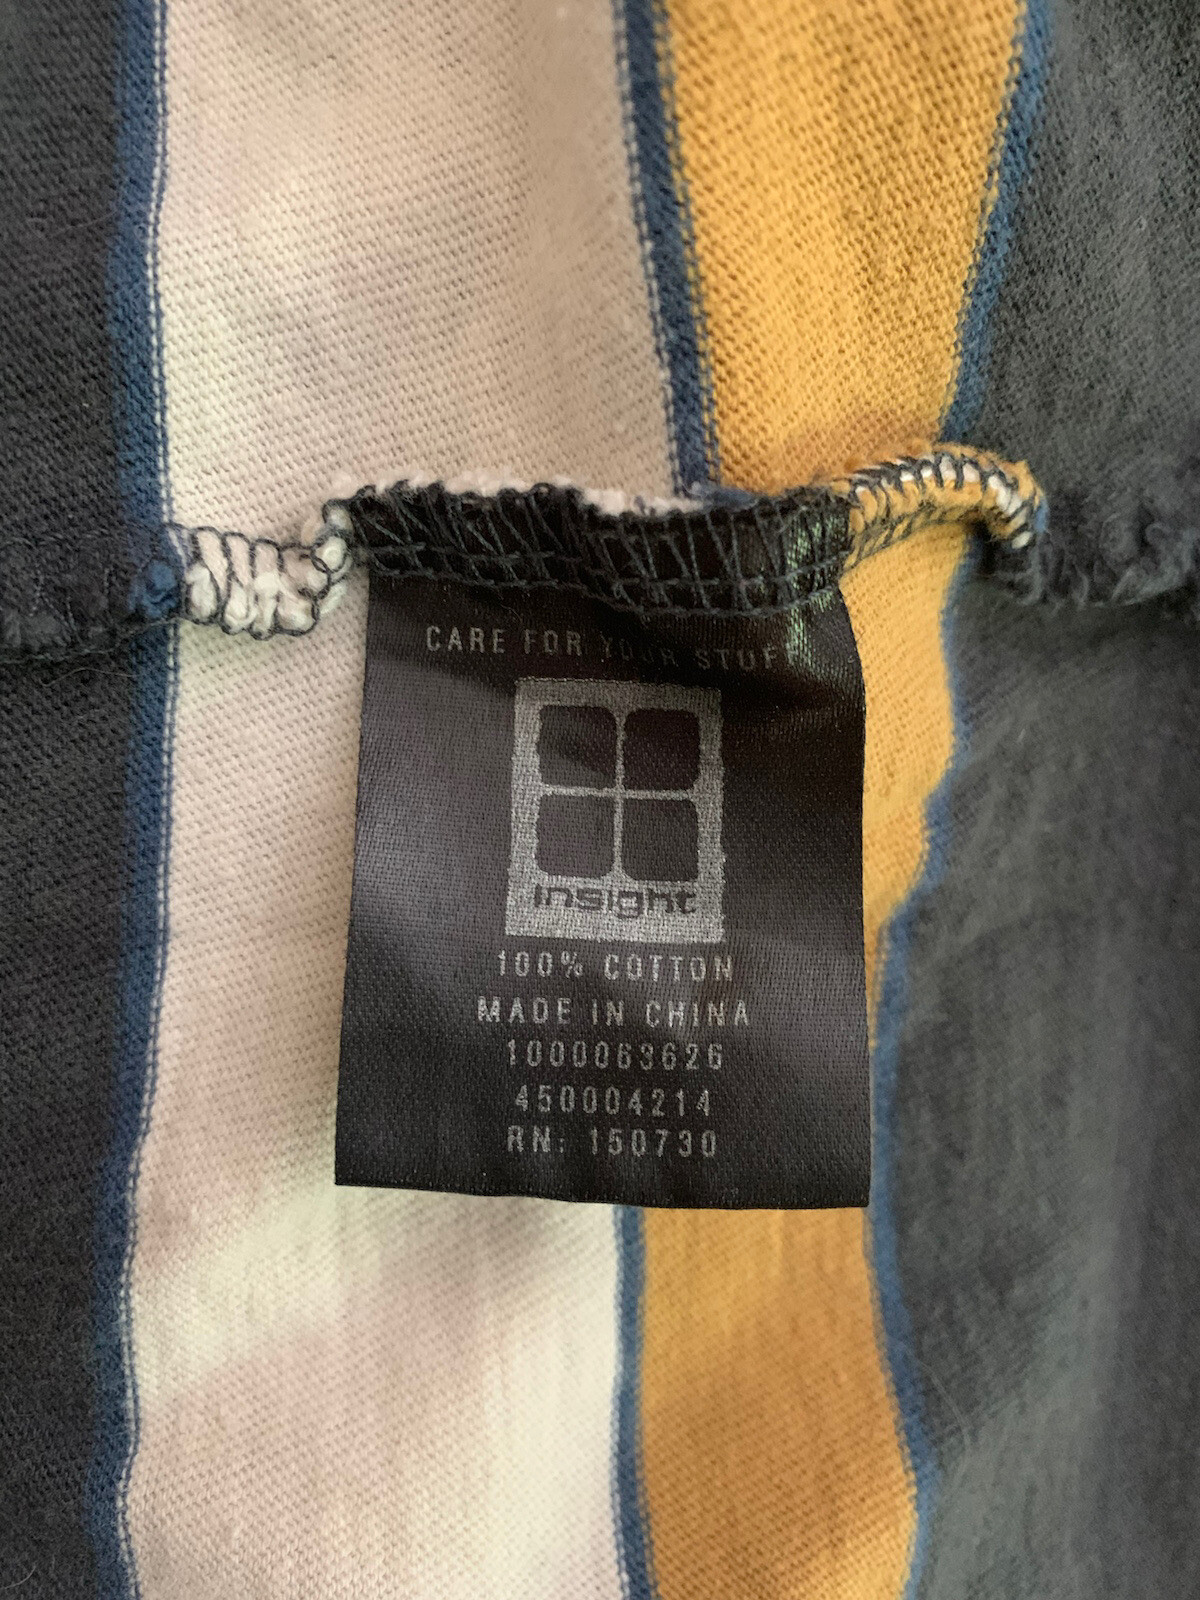 CARE FOR YOUR STUFF
insight
100% COTTON
MADE IN CHINA
1000063626
450004214
RN: 150730